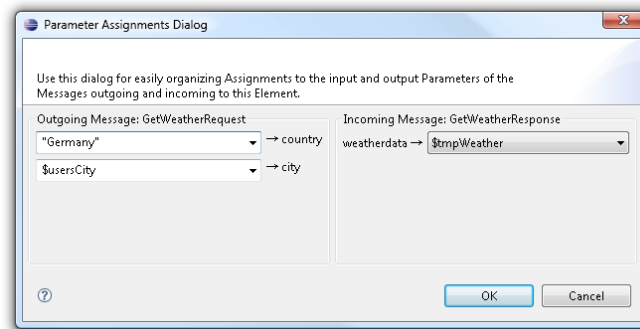 Parameter Assignments Dialog
Use this dialog for easily organizing Assignments to the input and output Parameters of the
Messages outgoing and incoming to this Element.
Outgoing Message: GetWeatherRequest
"Germany" → country
$usersCity → city
Incoming Message: GetWeatherResponse
weatherdata → $tmpWeather
?
OK
Cancel